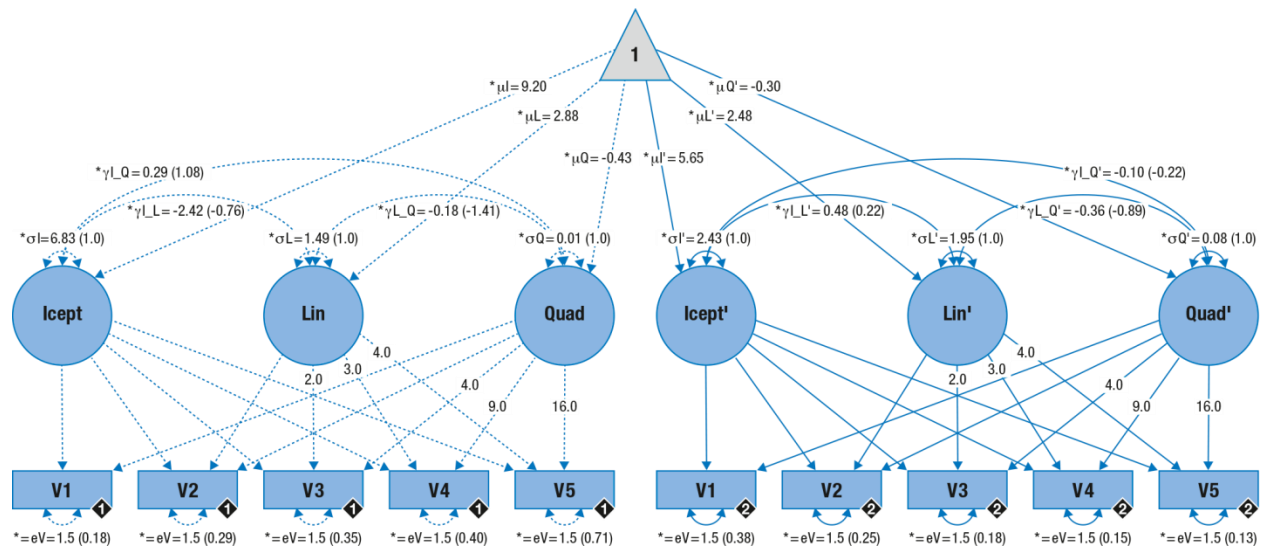 1
*μI=9.20
*μQ'=-0.30
*μL=2.88
*μL'=2.48
*μQ=-0.43
*μI'=5.65
*γI_Q=0.29 (1.08)
*γI_Q'=-0.10 (-0.22)
*γI_L=-2.42 (-0.76)
*γL_Q=-0.18 (-1.41)
*γI_L'=0.48 (0.22)
*γL_Q'=-0.36 (-0.89)
*σI=6.83 (1.0)
*σL=1.49 (1.0)
*σQ=0.01 (1.0)
*σI'=2.43 (1.0)
*σL'=1.95 (1.0)
*σQ'=0.08 (1.0)
Icept
Lin
Quad
Icept'
Lin'
Quad'
2.0
3.0
4.0
4.0
9.0
16.0
2.0
3.0
4.0
4.0
9.0
16.0
V1
1
V2
1
V3
1
V4
1
V5
1
V1
2
V2
2
V3
2
V4
2
V5
2
*=eV=1.5 (0.18)
*=eV=1.5 (0.29)
*=eV=1.5 (0.35)
*=eV=1.5 (0.40)
*=eV=1.5 (0.71)
*=eV=1.5 (0.38)
*=eV=1.5 (0.25)
*=eV=1.5 (0.18)
*=eV=1.5 (0.15)
*=eV=1.5 (0.13)